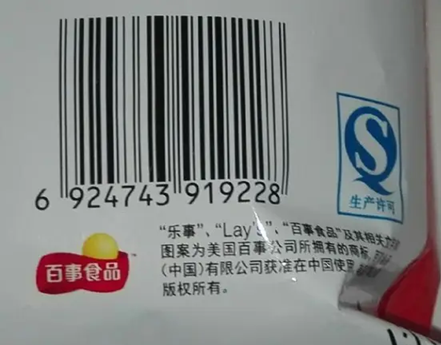 6 924743 919228
生产许可
"乐事"、"Lay's"、"百事食品"及其相关
图案为美国百事公司所拥有的商标,
(中国)有限公司获准在中国使用
版权所有。
百事食品